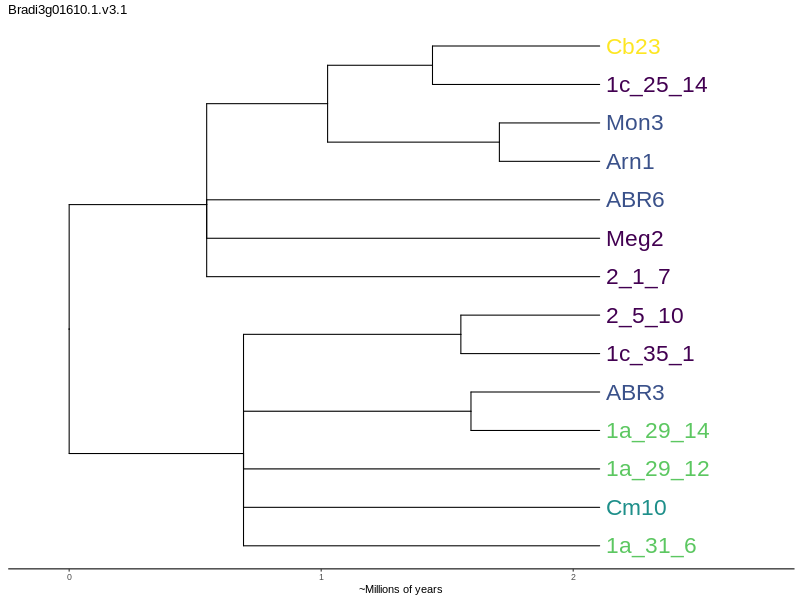 Bradi3g01610.1.v3.1
Cb23
1c_25_14
Mon3
Arn1
ABR6
Meg2
2_1_7
2_5_10
1c_35_1
ABR3
1a_29_14
1a_29_12
Cm10
1a_31_6
0 1 2
~Millions of years